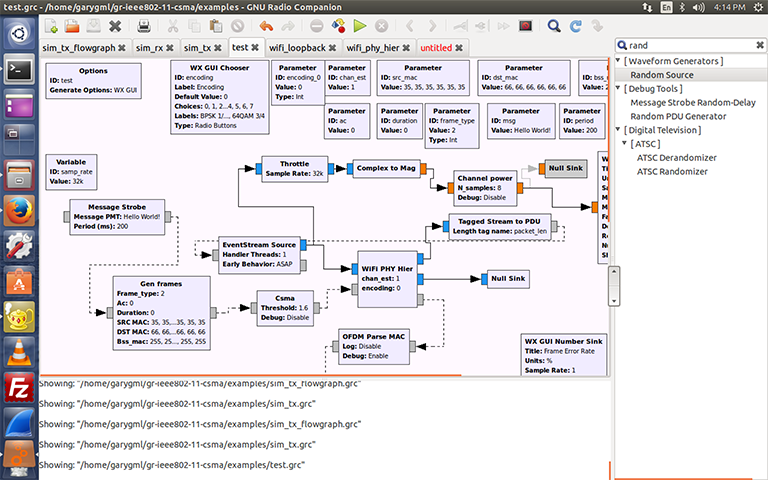 test.grc - /home/garygml/gr-ieee802-11-csma/examples - GNU Radio Companion
En
4:14 PM
sim_tx_flowgraph
sim_rx
sim_tx
test
wifi_loopback
wifi_phy_hier
untitled
Options
ID: test
Generate Options: WX GUI
WX GUI Chooser
ID: encoding
Label: Encoding
Default Value: 0
Choices: 0, 1, 2...4, 5, 6, 7
Labels: BPSK 1/..., 64QAM 3/4
Type: Radio Buttons
Parameter
ID: encoding_0
Value: 0
Type: Int
Parameter
ID: chan_est
Value: 1
Parameter
ID: src_mac
Value: 35, 35, 35, 35, 35, 35
Parameter
ID: dst_mac
Value: 66, 66, 66, 66, 66, 66
ID: bss_
Value:
Parameter
ID: ac
Value: 0
Parameter
ID: duration
Value: 0
Parameter
ID: frame_type
Value: 2
Type: Int
Parameter
ID: msg
Value: Hello World!
Parameter
ID: period
Value: 200
Variable
ID: samp_rate
Value: 32k
Throttle
Sample Rate: 32k
Complex to Mag
Channel power
N_samples: 8
Debug: Disable
Null Sink
Message Strobe
Message PMT: Hello World!
Period (ms): 200
Tagged Stream to PDU
Length tag name: packet_len
EventStream Source
Handler Threads: 1
Early Behavior: ASAP
WiFi PHY Hier
chan_est: 1
encoding: 0
Null Sink
Gen frames
Frame_type: 2
Ac: 0
Duration: 0
SRC MAC: 35, 35,...35, 35, 35
DST MAC: 66, 66,...66, 66, 66
Bss_mac: 255, 25..., 255, 255
Csma
Threshold: 1.6
Debug: Disable
OFDM Parse MAC
Log: Disable
Debug: Enable
WX GUI Number Sink
Title: Frame Error Rate
Units: %
Sample Rate: 1
rand
[ Waveform Generators ]
Random Source
[ Debug Tools ]
Message Strobe Random-Delay
Random PDU Generator
[ Digital Television ]
[ ATSC ]
ATSC Derandomizer
ATSC Randomizer
Showing: "/home/garygml/gr-ieee802-11-csma/examples/sim_tx_flowgraph.grc"
Showing: "/home/garygml/gr-ieee802-11-csma/examples/sim_tx.grc"
Showing: "/home/garygml/gr-ieee802-11-csma/examples/sim_tx_flowgraph.grc"
Showing: "/home/garygml/gr-ieee802-11-csma/examples/sim_tx.grc"
Showing: "/home/garygml/gr-ieee802-11-csma/examples/test.grc"
Fz